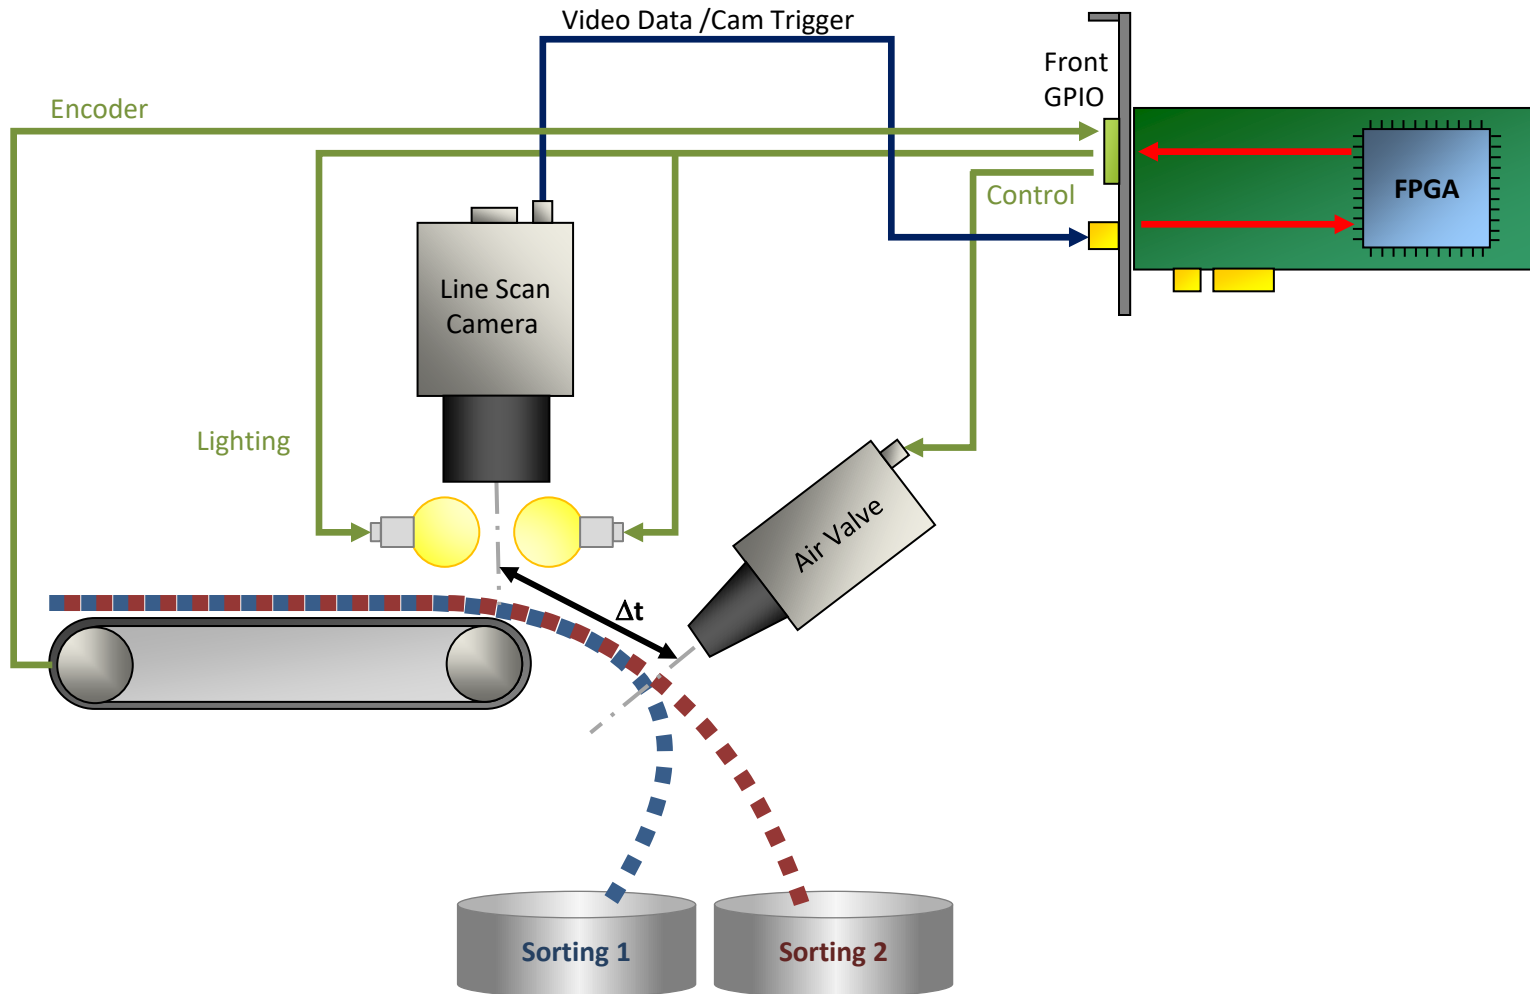 Video Data /Cam Trigger
Front
GPIO
Encoder
Control
FPGA
Line Scan
Camera
Lighting
Air Valve
Δt
Sorting 1
Sorting 2